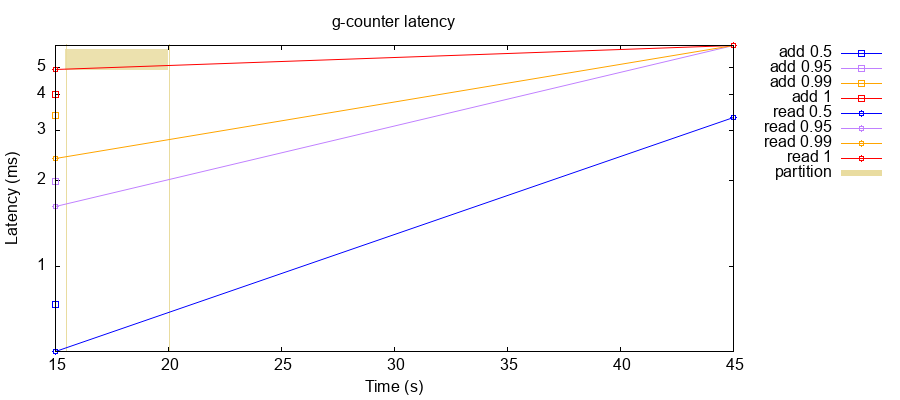 g-counter latency
Latency (ms)
5
4
3
2
1
15 20 25 30 35 40 45
Time (s)
add 0.5
add 0.95
add 0.99
add 1
read 0.5
read 0.95
read 0.99
read 1
partition